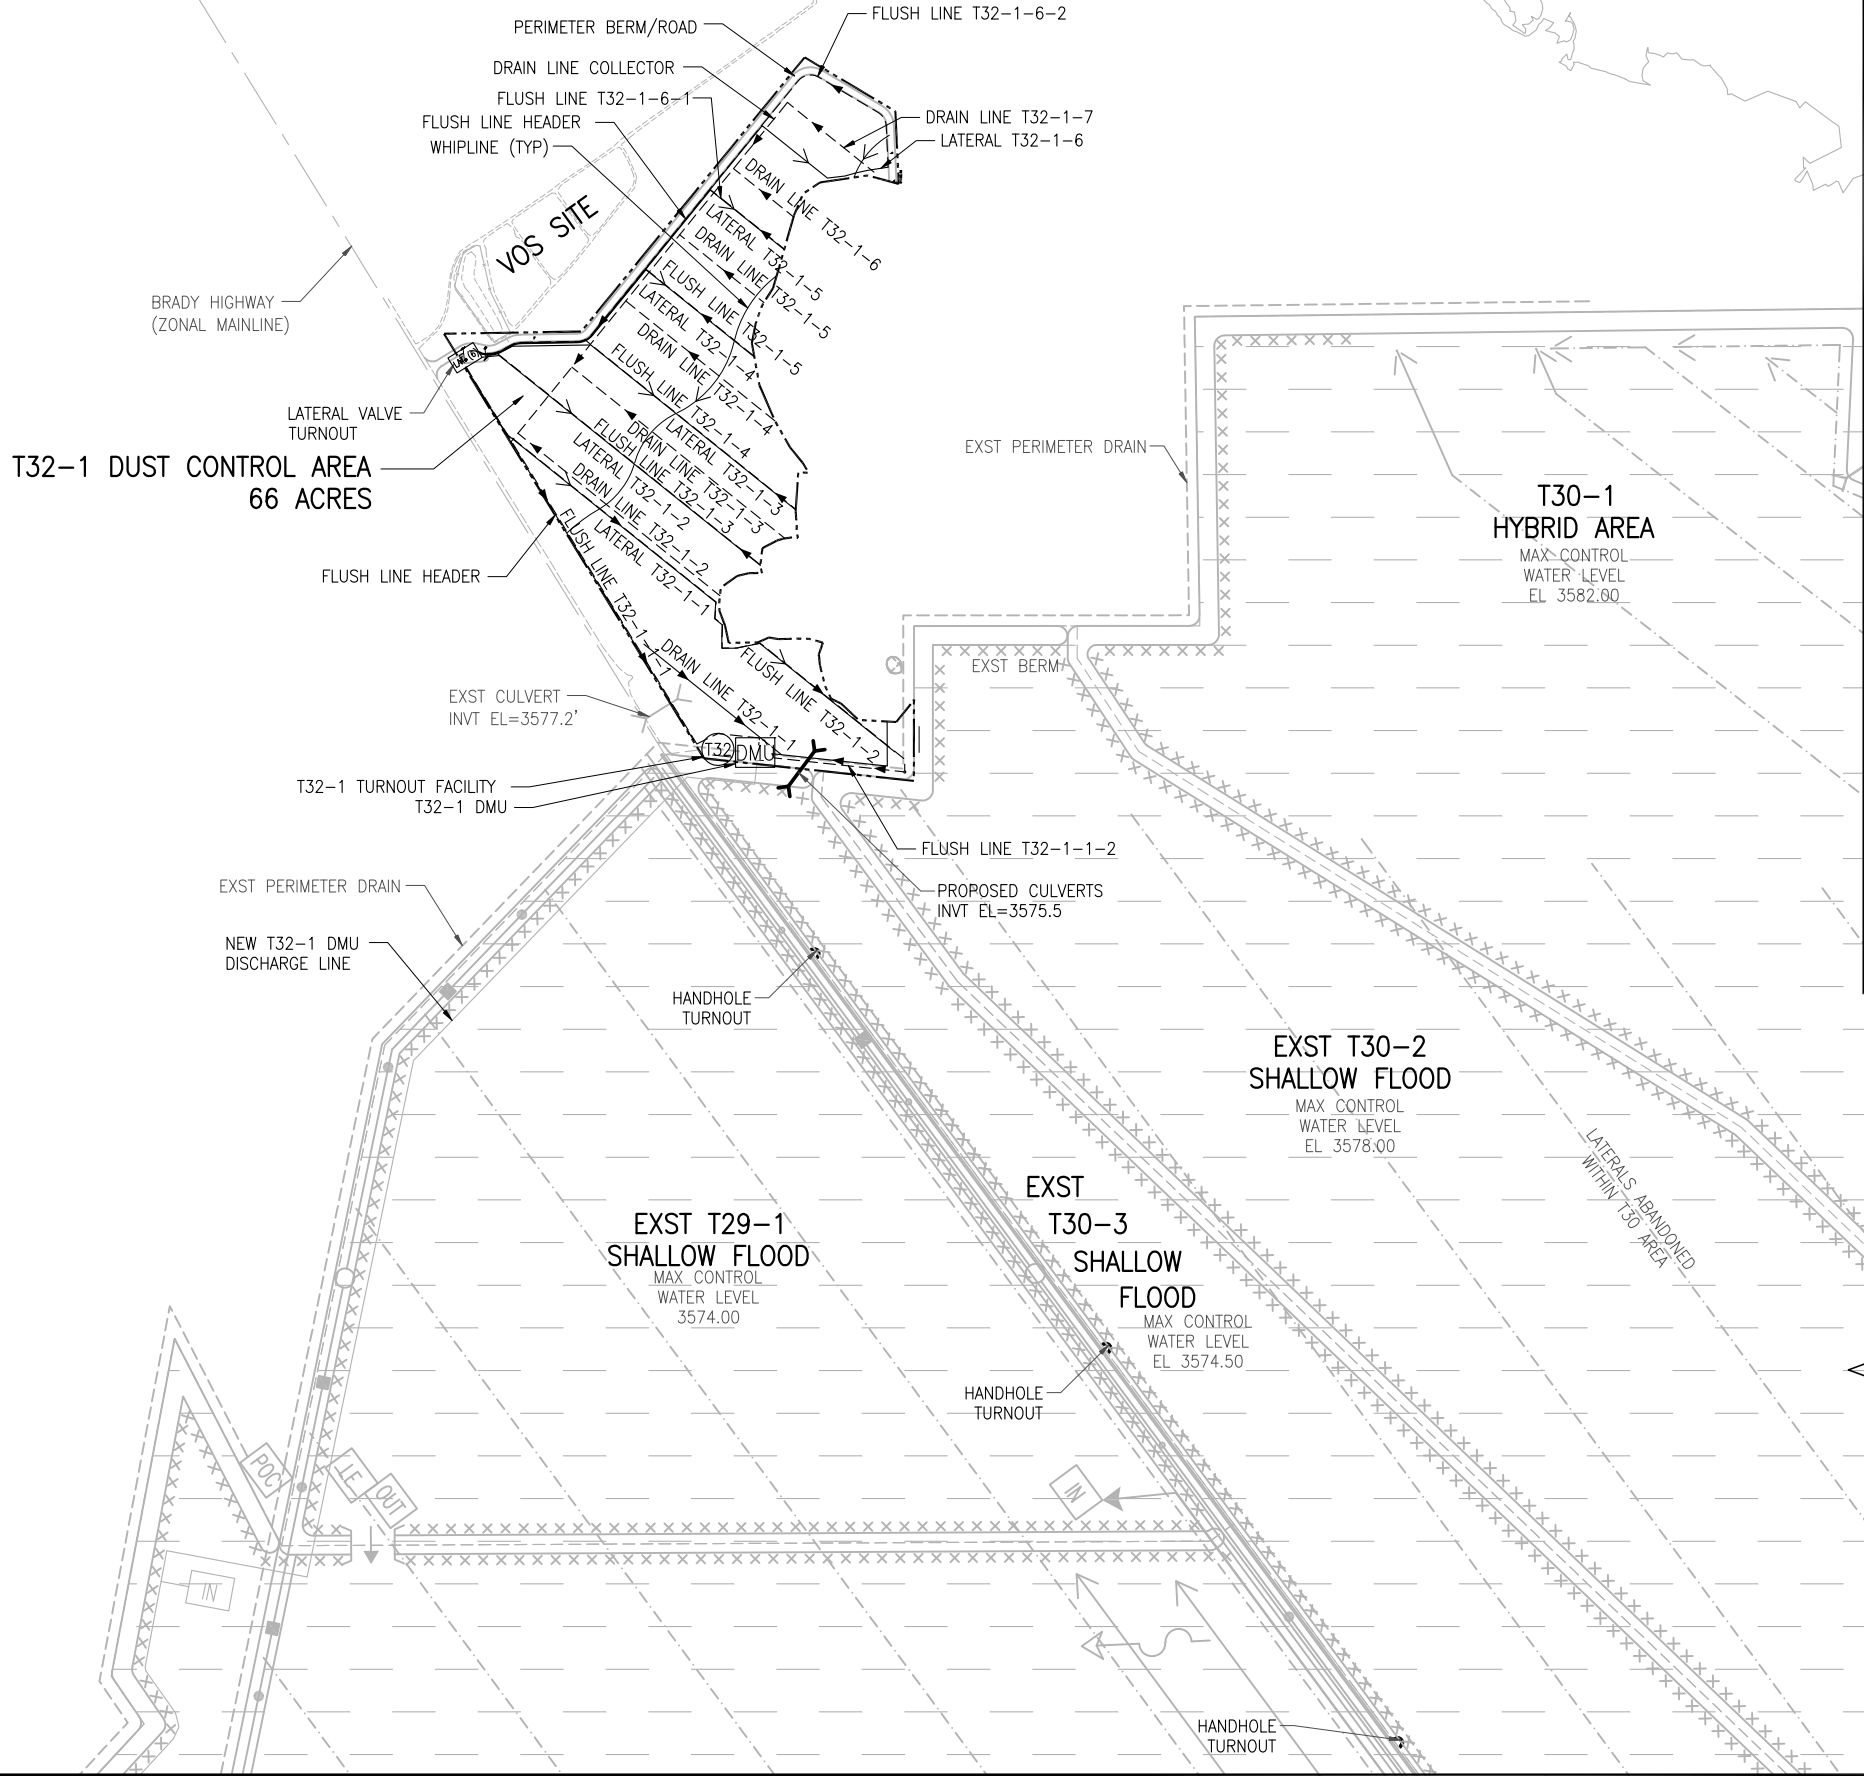 FLUSH LINE T32-1-6-2
PERIMETER BERM/ROAD
DRAIN LINE COLLECTOR
FLUSH LINE T32-1-6-1
FLUSH LINE HEADER
WHIPLINE (TYP)
DRAIN LINE T32-1-7
LATERAL T32-1-6
DRAIN LINE T32-1-6
LATERAL T32-1-5
DRAIN LINE T32-1-5
FLUSH LINE T32-1-5
LATERAL T32-1-4
DRAIN LINE T32-1-4
FLUSH LINE T32-1-4
LATERAL T32-1-3
DRAIN LINE T32-1-3
FLUSH LINE T32-1-3
LATERAL T32-1-2
DRAIN LINE T32-1-2
LATERAL T32-1-1
FLUSH LINE T32-1-1-1
DRAIN LINE T32-1-1
FLUSH LINE T32-1-2
VOS SITE
BRADY HIGHWAY
(ZONAL MAINLINE)
LATERAL VALVE
TURNOUT
T32-1 DUST CONTROL AREA
66 ACRES
FLUSH LINE HEADER
EXST PERIMETER DRAIN
T30-1
HYBRID AREA
MAX CONTROL
WATER LEVEL
EL 3582.00
EXST BERM
EXST CULVERT
INVT EL=3577.2'
T32
DMU
T32-1 TURNOUT FACILITY
T32-1 DMU
FLUSH LINE T32-1-1-2
PROPOSED CULVERTS
INVT EL=3575.5
EXST PERIMETER DRAIN
NEW T32-1 DMU
DISCHARGE LINE
HANDHOLE
TURNOUT
EXST T30-2
SHALLOW FLOOD
MAX CONTROL
WATER LEVEL
EL 3578.00
LATERALS ABANDONED
WITHIN T30 AREA
EXST
T30-3
SHALLOW
FLOOD
MAX CONTROL
WATER LEVEL
EL 3574.50
EXST T29-1
SHALLOW FLOOD
MAX CONTROL
WATER LEVEL
3574.00
HANDHOLE
TURNOUT
POC
TE
OUT
IN
IN
HANDHOLE
TURNOUT